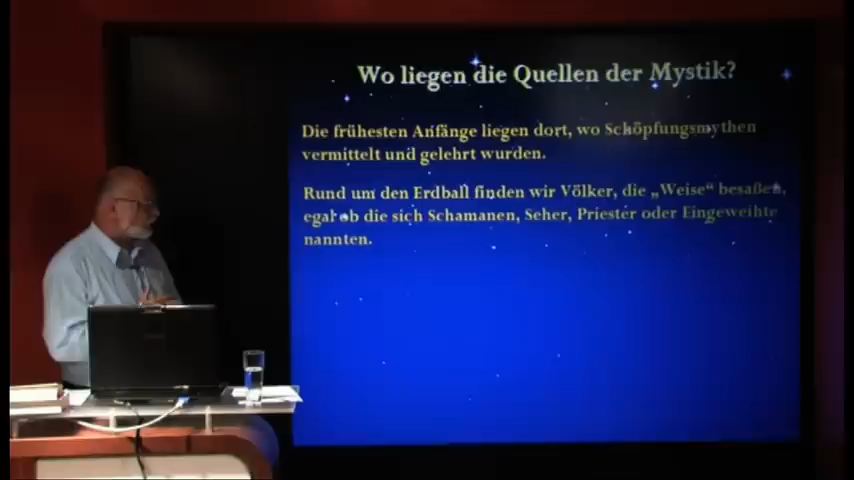 Wo liegen die Quellen der Mystik?
Die frühesten Anfänge liegen dort, wo Schöpfungsmythen
vermittelt und gelehrt wurden.
Rund um den Erdball finden wir Völker, die „Weise“ besaßen,
egal ob die sich Schamanen, Seher, Priester oder Eingeweihte
nannten.